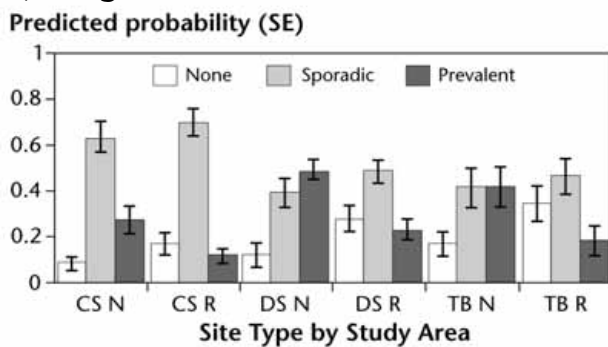 Predicted probability (SE)
1
None Sporadic Prevalent
0.8
0.6
0.4
0.2
0
CS N CS R DS N DS R TB N TB R
Site Type by Study Area